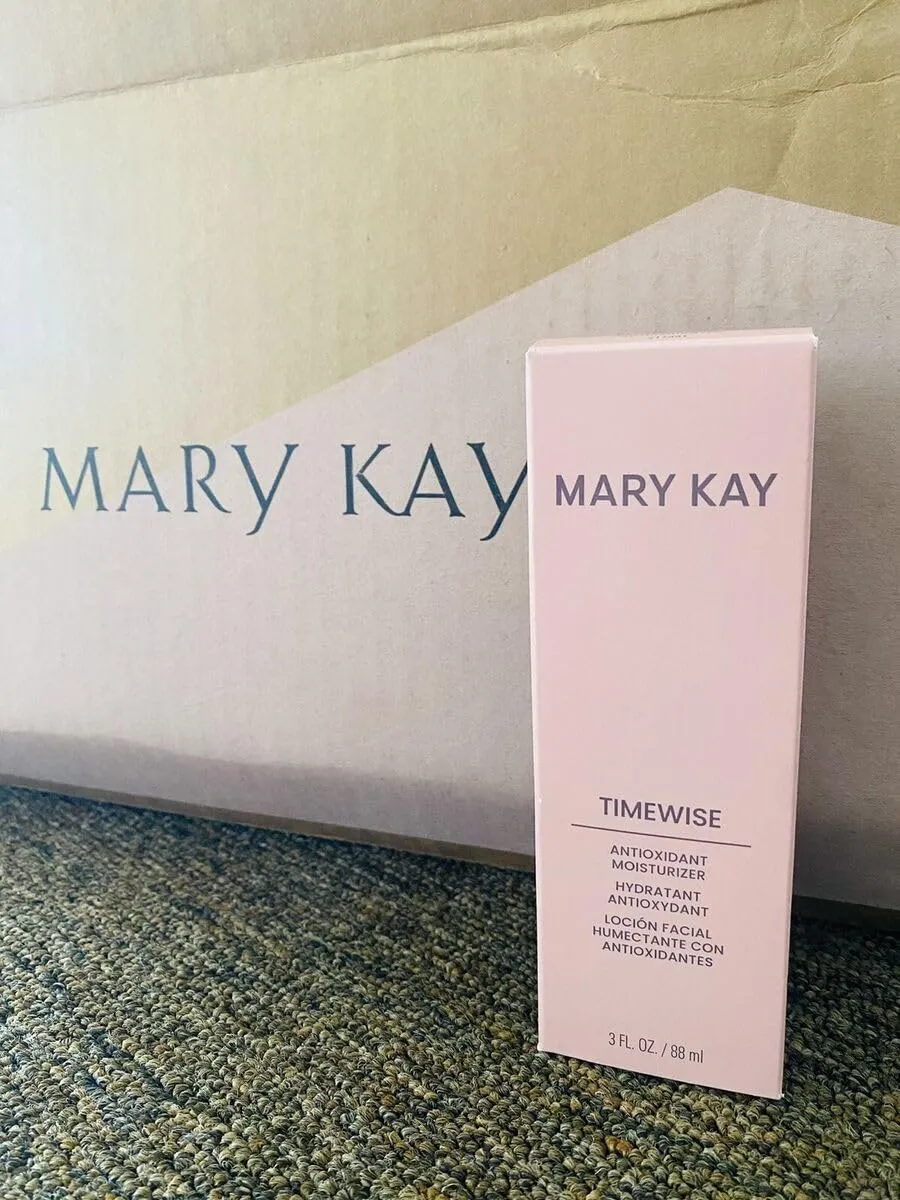 MARY KAY
MARY KAY
TIMEWISE
ANTIOXIDANT
MOISTURIZER
HYDRATANT
ANTIOXYDANT
LOCIÓN FACIAL
HUMECTANTE CON
ANTIOXIDANTES
3 FL. OZ. / 88 ml